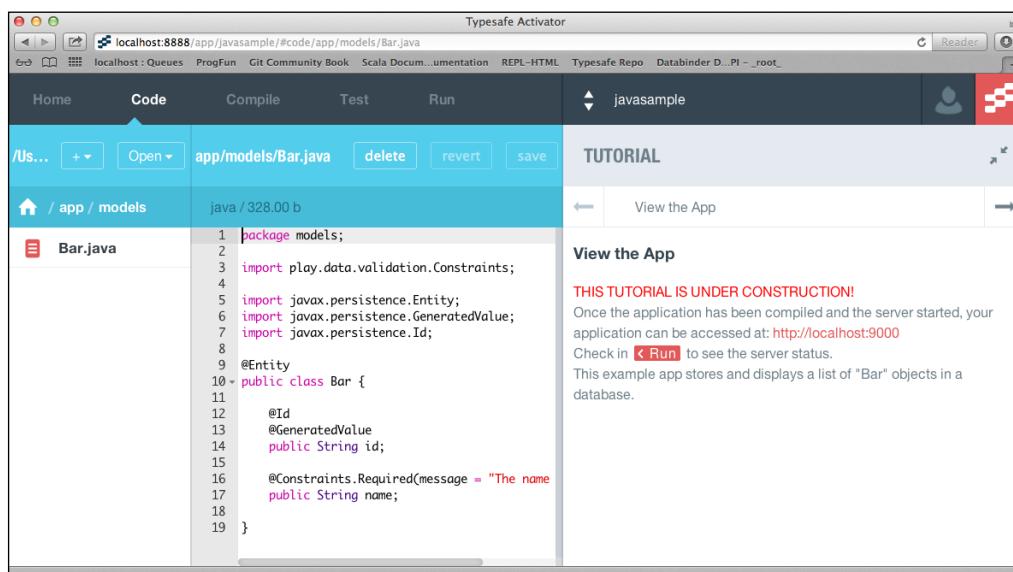 Typesafe Activator
localhost:8888/app/javasample/#code/app/models/Bar.java
Reader
localhost : Queues ProgFun Git Community Book Scala Docum...umentation REPL-HTML Typesafe Repo Databinder D...PI – _root_
Home Code Compile Test Run javasample
/Us... + Open app/models/Bar.java delete revert save TUTORIAL
/ app / models java / 328.00 b View the App
Bar.java
1 package models;
2
3 import play.data.validation.Constraints;
4
5 import javax.persistence.Entity;
6 import javax.persistence.GeneratedValue;
7 import javax.persistence.Id;
8
9 @Entity
10 public class Bar {
11
12 @Id
13 @GeneratedValue
14 public String id;
15
16 @Constraints.Required(message = "The name
17 public String name;
18
19 }
View the App
THIS TUTORIAL IS UNDER CONSTRUCTION!
Once the application has been compiled and the server started, your
application can be accessed at: http://localhost:9000
Check in Run to see the server status.
This example app stores and displays a list of "Bar" objects in a
database.